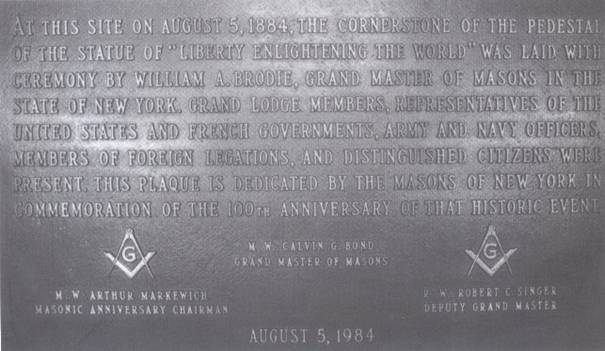 AT THIS SITE ON AUGUST 5, 1884, THE CORNERSTONE OF THE PEDESTAL
OF THE STATUE OF "LIBERTY ENLIGHTENING THE WORLD" WAS LAID WITH
CEREMONY BY WILLIAM A. BRODIE, GRAND MASTER OF MASONS IN THE
STATE OF NEW YORK. GRAND LODGE MEMBERS, REPRESENTATIVES OF THE
UNITED STATES AND FRENCH GOVERNMENTS, ARMY AND NAVY OFFICERS,
MEMBERS OF FOREIGN LEGATIONS, AND DISTINGUISHED CITIZENS WERE
PRESENT. THIS PLAQUE IS DEDICATED BY THE MASONS OF NEW YORK IN
COMMEMORATION OF THE 100TH ANNIVERSARY OF THAT HISTORIC EVENT.
G
M. W. ARTHUR MARKEWICH
MASONIC ANNIVERSARY CHAIRMAN
M. W. CALVIN G. BOND
GRAND MASTER OF MASONS
G
R. W. ROBERT C. SINGER
DEPUTY GRAND MASTER
AUGUST 5, 1984